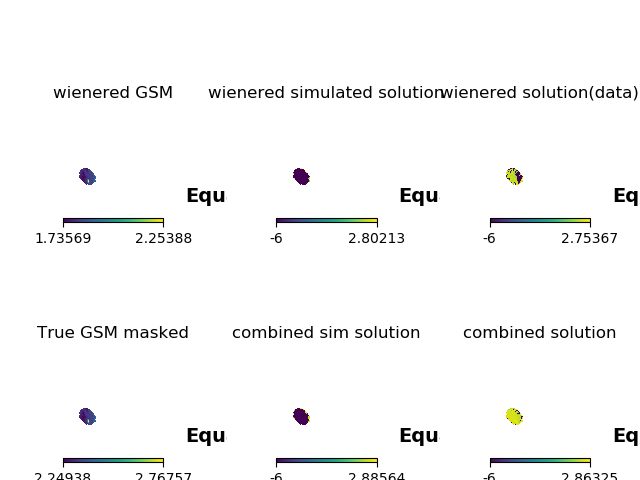 wienered GSM
wienered simulated solution
wienered solution(data)
Equ
Equ
Eq
1.73569 2.25388
-6 2.80213
-6 2.75367
True GSM masked
combined sim solution
combined solution
Equ
Equ
Eq
2.24938 2.76757
-6 2.88564
-6 2.86325